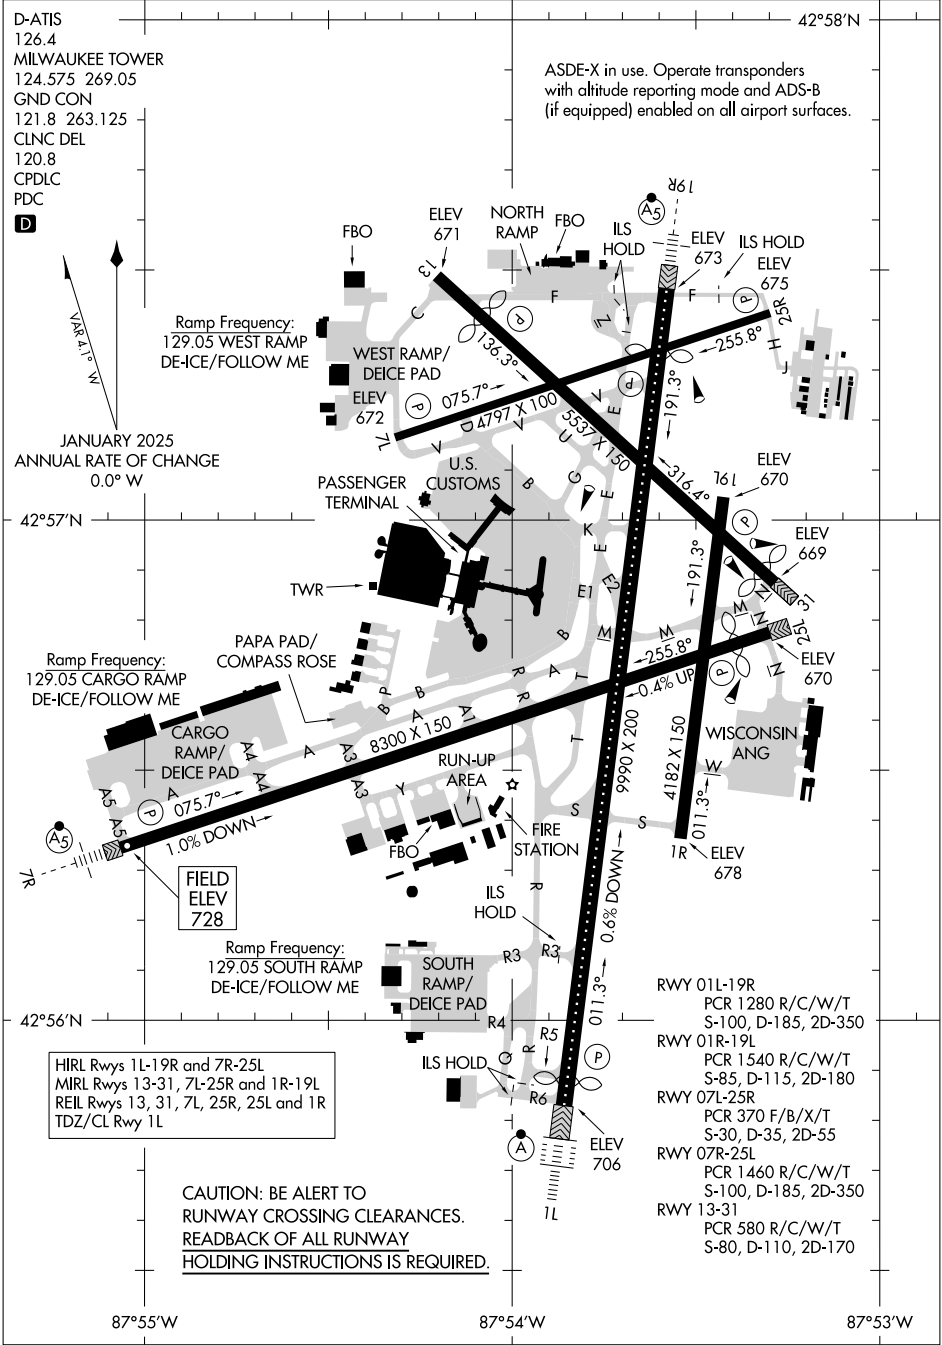 D-ATIS
126.4
MILWAUKEE TOWER
124.575 269.05
GND CON
121.8 263.125
CLNC DEL
120.8
CPDLC
PDC
D
42°58'N
ASDE-X in use. Operate transponders
with altitude reporting mode and ADS-B
(if equipped) enabled on all airport surfaces.
VAR 4.1° W
JANUARY 2025
ANNUAL RATE OF CHANGE
0.0° W
19R
A5
FBO
ELEV
671
NORTH
RAMP
FBO
ILS
HOLD
ELEV
673
ILS HOLD
ELEV
675
13
C
F
F
Z
P
P
25R
Ramp Frequency:
129.05 WEST RAMP
DE-ICE/FOLLOW ME
WEST RAMP/
DEICE PAD
ELEV
672
136.3°
255.8°
H
J
P
075.7°
4797 X 100
P
191.3°
7L
V
D
V
V
E
U
5537 X 150
G
E
316.4°
19L
ELEV
670
U.S.
CUSTOMS
B
PASSENGER
TERMINAL
42°57'N
K
E
P
ELEV
669
191.3°
TWR
E1
E2
N
31
M
N
25L
PAPA PAD/
COMPASS ROSE
B
M
M
255.8°
0.4% UP
P
N
ELEV
670
Ramp Frequency:
129.05 CARGO RAMP
DE-ICE/FOLLOW ME
R
A
T
T
R
B
P
B
A
A
A1
8300 X 150
CARGO
RAMP/
DEICE PAD
A4
A
A3
T
9990 X 200
4182 X 150
WISCONSIN
ANG
A5
A
A4
A3
Y
RUN-UP
AREA
W
P
075.7°
011.3°
A5
A5
1.0% DOWN
S
S
FBO
FIRE
STATION
1R
ELEV
678
7R
FIELD
ELEV
728
ILS
HOLD
R
0.6% DOWN
Ramp Frequency:
129.05 SOUTH RAMP
DE-ICE/FOLLOW ME
SOUTH
RAMP/
DEICE PAD
R3
R3
011.3°
42°56'N
R4
R5
Q
R
P
ILS HOLD
R6
A
ELEV
706
1L
RWY 01L-19R
PCR 1280 R/C/W/T
S-100, D-185, 2D-350
RWY 01R-19L
PCR 1540 R/C/W/T
S-85, D-115, 2D-180
RWY 07L-25R
PCR 370 F/B/X/T
S-30, D-35, 2D-55
RWY 07R-25L
PCR 1460 R/C/W/T
S-100, D-185, 2D-350
RWY 13-31
PCR 580 R/C/W/T
S-80, D-110, 2D-170
HIRL Rwys 1L-19R and 7R-25L
MIRL Rwys 13-31, 7L-25R and 1R-19L
REIL Rwys 13, 31, 7L, 25R, 25L and 1R
TDZ/CL Rwy 1L
CAUTION: BE ALERT TO
RUNWAY CROSSING CLEARANCES.
READBACK OF ALL RUNWAY
HOLDING INSTRUCTIONS IS REQUIRED.
87°55'W
87°54'W
87°53'W